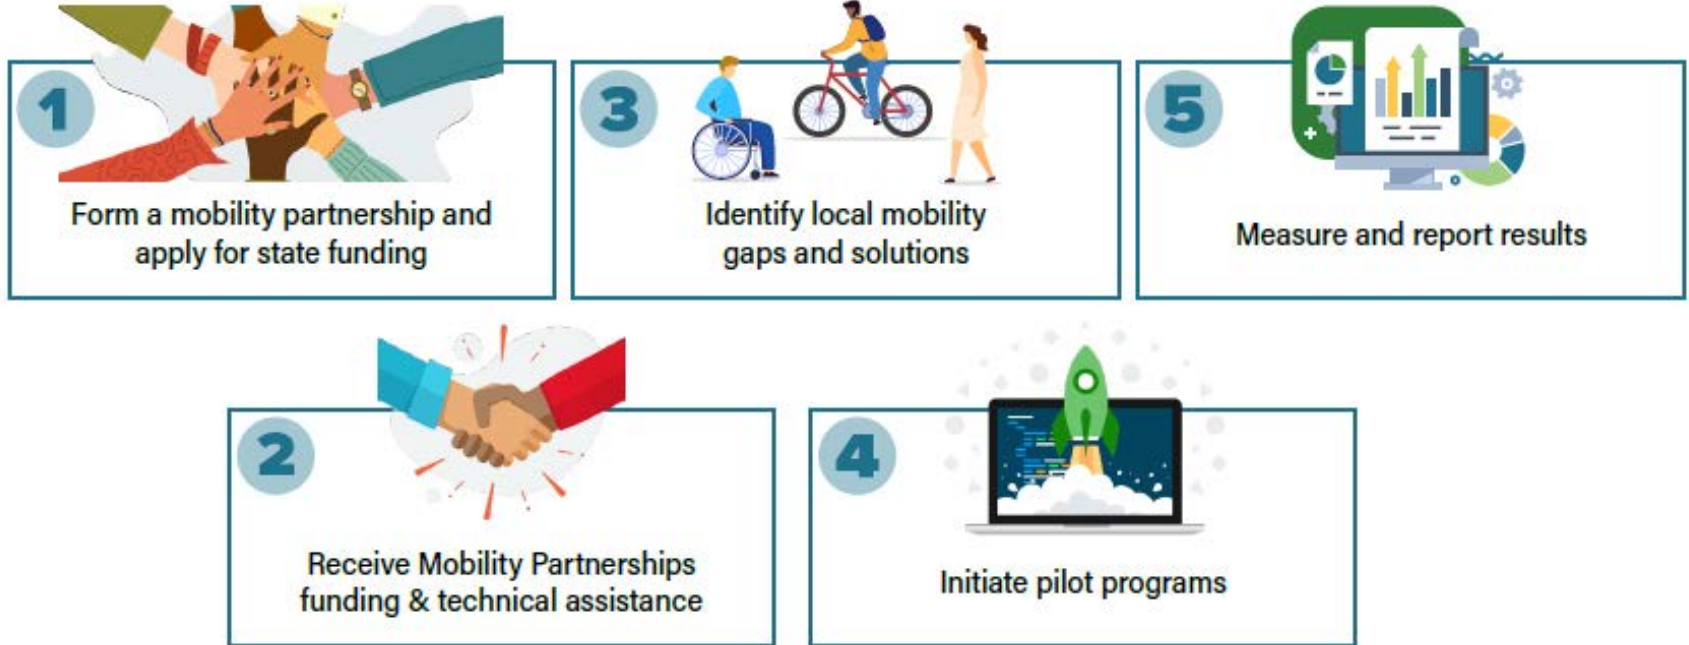 1
Form a mobility partnership and
apply for state funding
2
Receive Mobility Partnerships
funding & technical assistance
3
Identify local mobility
gaps and solutions
4
Initiate pilot programs
5
Measure and report results